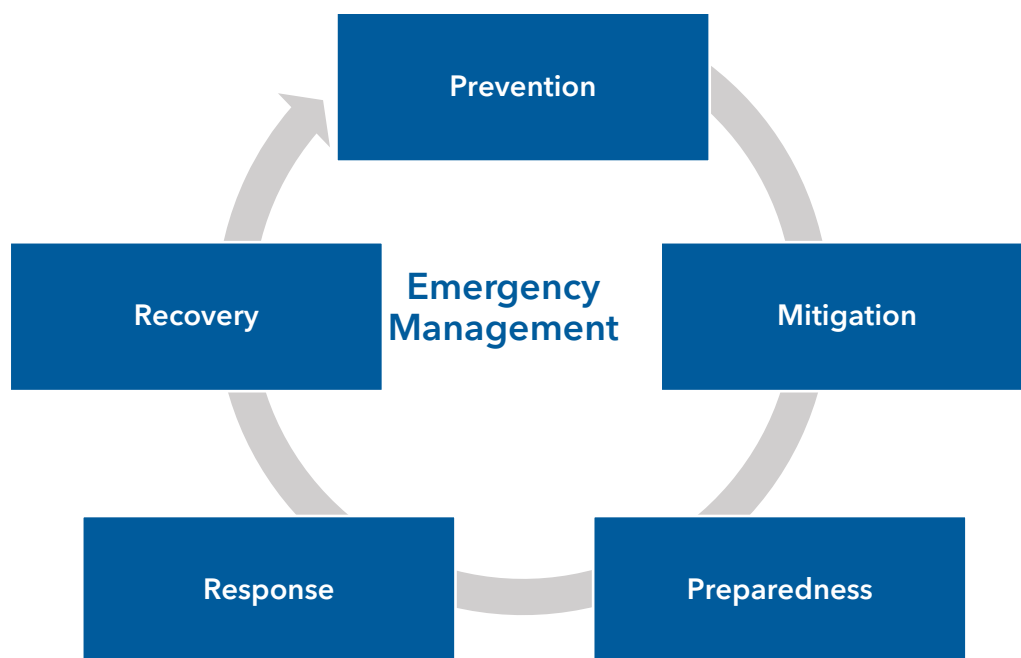 Prevention
Emergency
Management
Recovery
Mitigation
Response
Preparedness